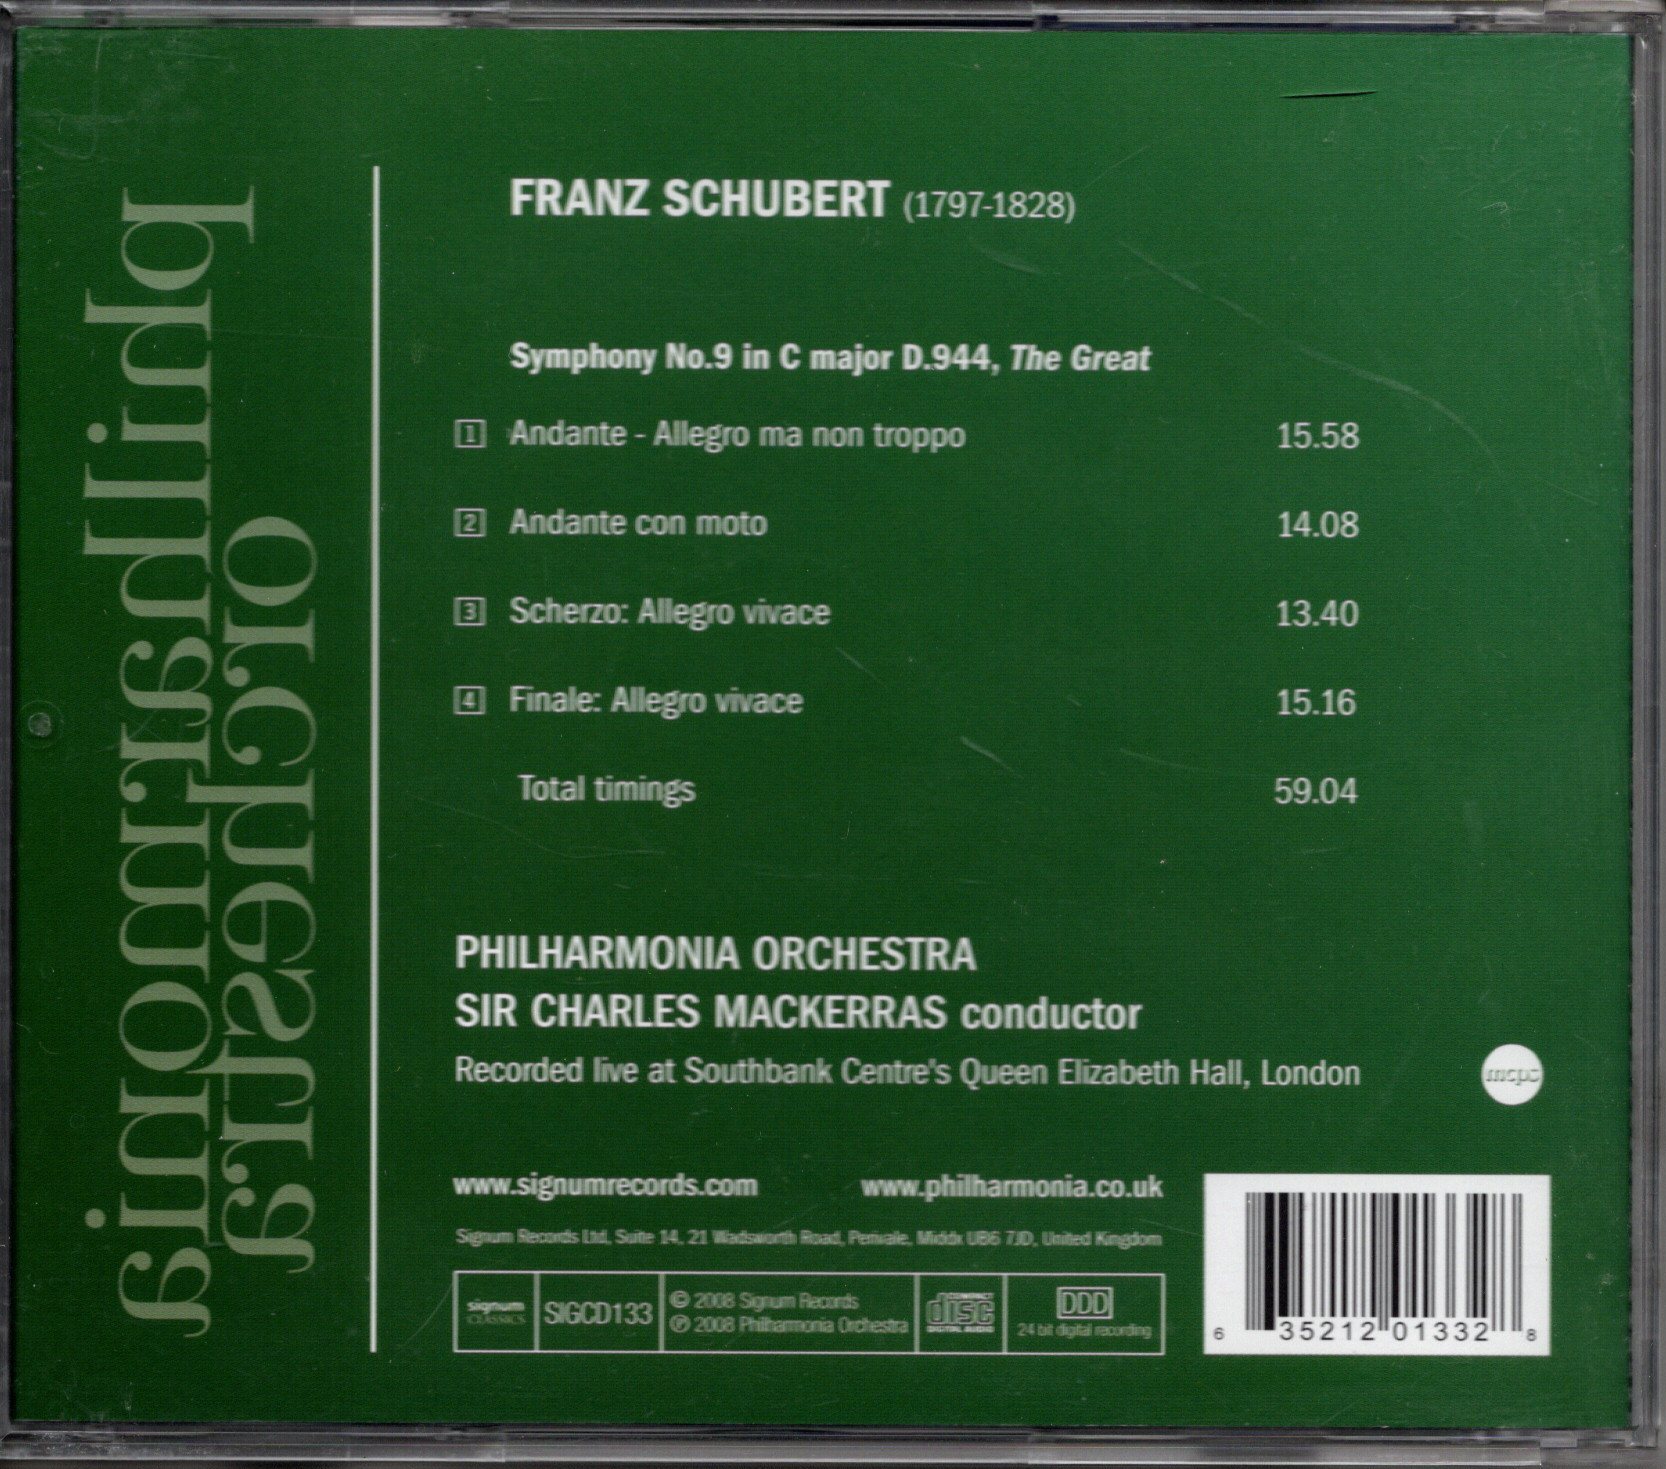 philharmonia
orchestra
FRANZ SCHUBERT (1797-1828)
Symphony No.9 in C major D.944, The Great
1 Andante - Allegro ma non troppo 15.58
2 Andante con moto 14.08
3 Scherzo: Allegro vivace 13.40
4 Finale: Allegro vivace 15.16
Total timings 59.04
PHILHARMONIA ORCHESTRA
SIR CHARLES MACKERRAS conductor
Recorded live at Southbank Centre's Queen Elizabeth Hall, London
mcps
www.signumrecords.com www.philharmonia.co.uk
Signum Records Ltd, Suite 14, 21 Wadsworth Road, Perivale, Middx UB6 7JD, United Kingdom
signum
CLASSICS
SIGCD133
© 2008 Signum Records
℗ 2008 Philharmonia Orchestra
COMPACT
disc
DIGITAL AUDIO
DDD
24 bit digital recording
6 35212 01332 8